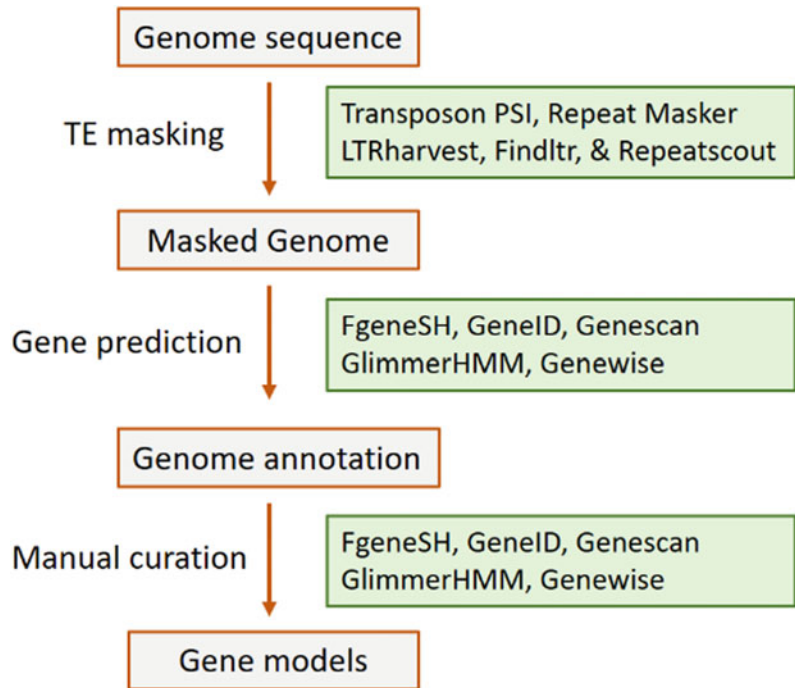 Genome sequence
TE masking
Transposon PSI, Repeat Masker
LTRharvest, Findltr, & Repeatscout
Masked Genome
Gene prediction
FgeneSH, GeneID, Genescan
GlimmerHMM, Genewise
Genome annotation
Manual curation
FgeneSH, GeneID, Genescan
GlimmerHMM, Genewise
Gene models